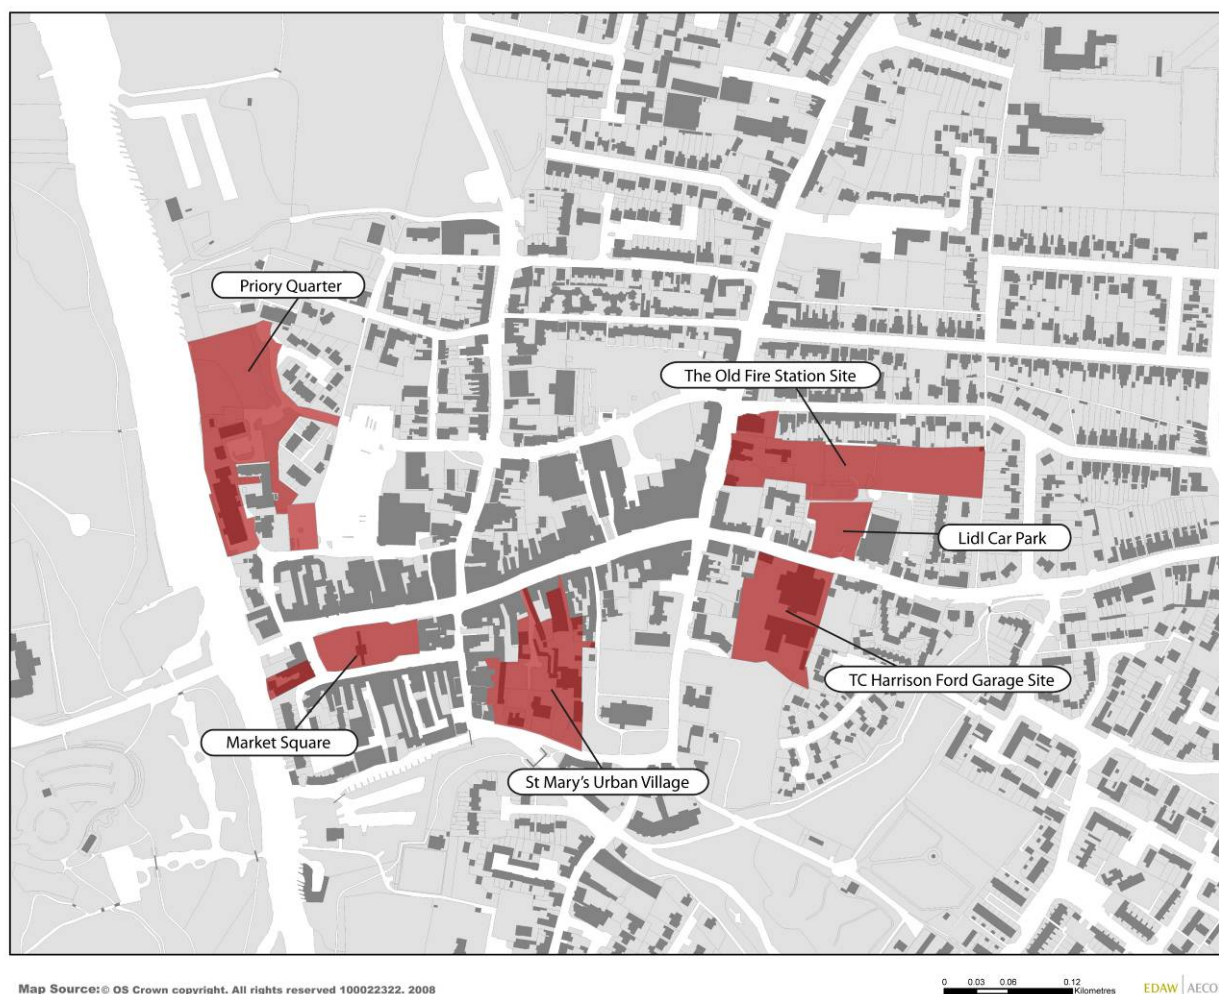 Priory Quarter
The Old Fire Station Site
Lidl Car Park
TC Harrison Ford Garage Site
Market Square
St Mary's Urban Village
Map Source:© OS Crown copyright. All rights reserved 100022322. 2008
0 0.03 0.06 0.12
Kilometres
EDAW | AECO